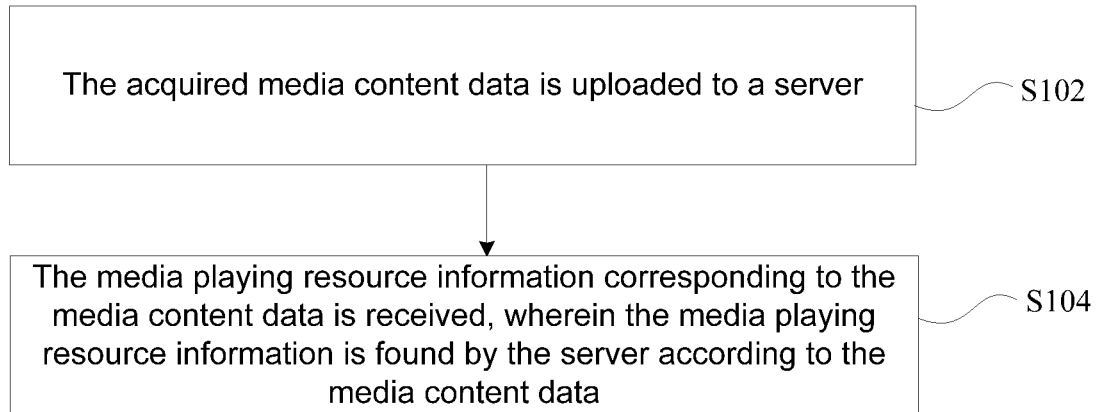 The acquired media content data is uploaded to a server
S102
The media playing resource information corresponding to the
media content data is received, wherein the media playing
resource information is found by the server according to the
media content data
S104